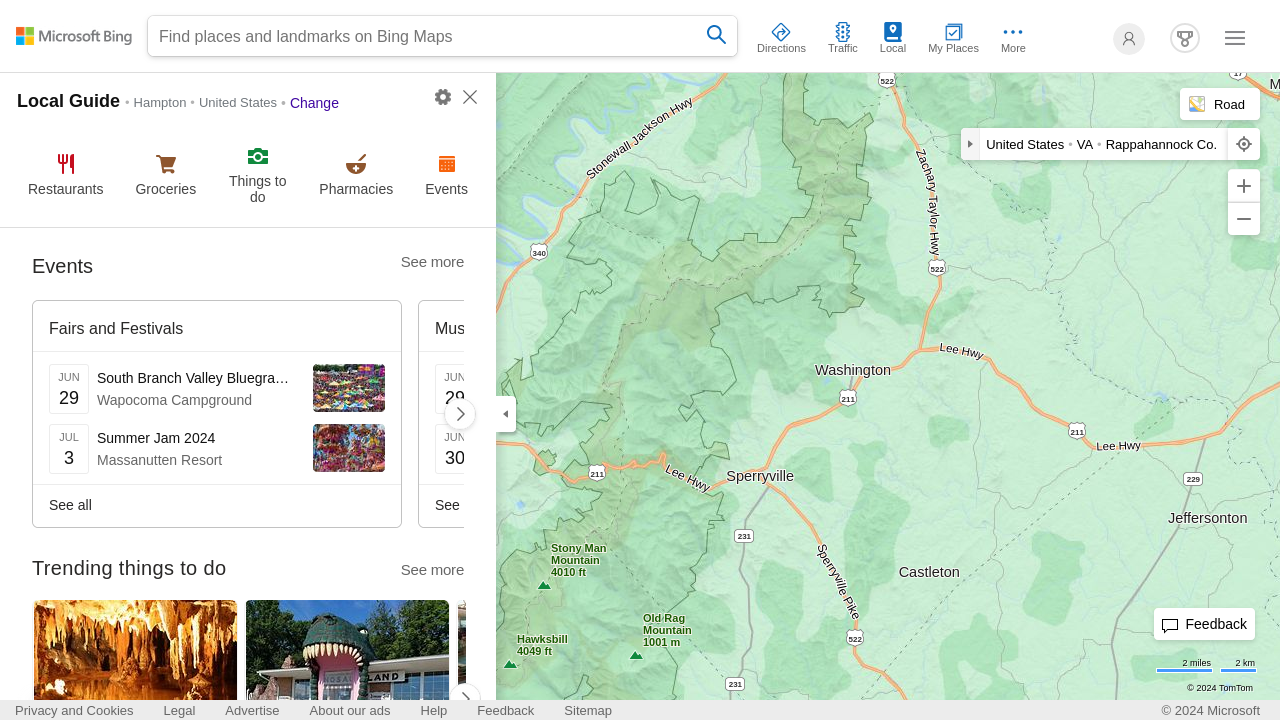 Microsoft Bing
Find places and landmarks on Bing Maps
Directions
Traffic
Local
My Places
More
Local Guide • Hampton • United States • Change
Restaurants
Groceries
Things to
do
Pharmacies
Events
Events
See more
Fairs and Festivals
JUN
29
South Branch Valley Bluegra…
Wapocoma Campground
JUL
3
Summer Jam 2024
Massanutten Resort
See all
Mus
JUN
29
JUN
30
See
Trending things to do
See more
LAND
522
17
M
Road
United States • VA • Rappahannock Co.
Stonewall Jackson Hwy
Zachary Taylor Hwy
340
522
Lee Hwy
Washington
211
211
Lee Hwy
211
Lee Hwy
Sperryville
229
Jeffersonton
231
Stony Man
Mountain
4010 ft
Sperryville Pike
Castleton
Old Rag
Mountain
1001 m
Hawksbill
4049 ft
522
231
Feedback
2 miles
2 km
© 2024 TomTom
Privacy and Cookies
Legal
Advertise
About our ads
Help
Feedback
Sitemap
© 2024 Microsoft